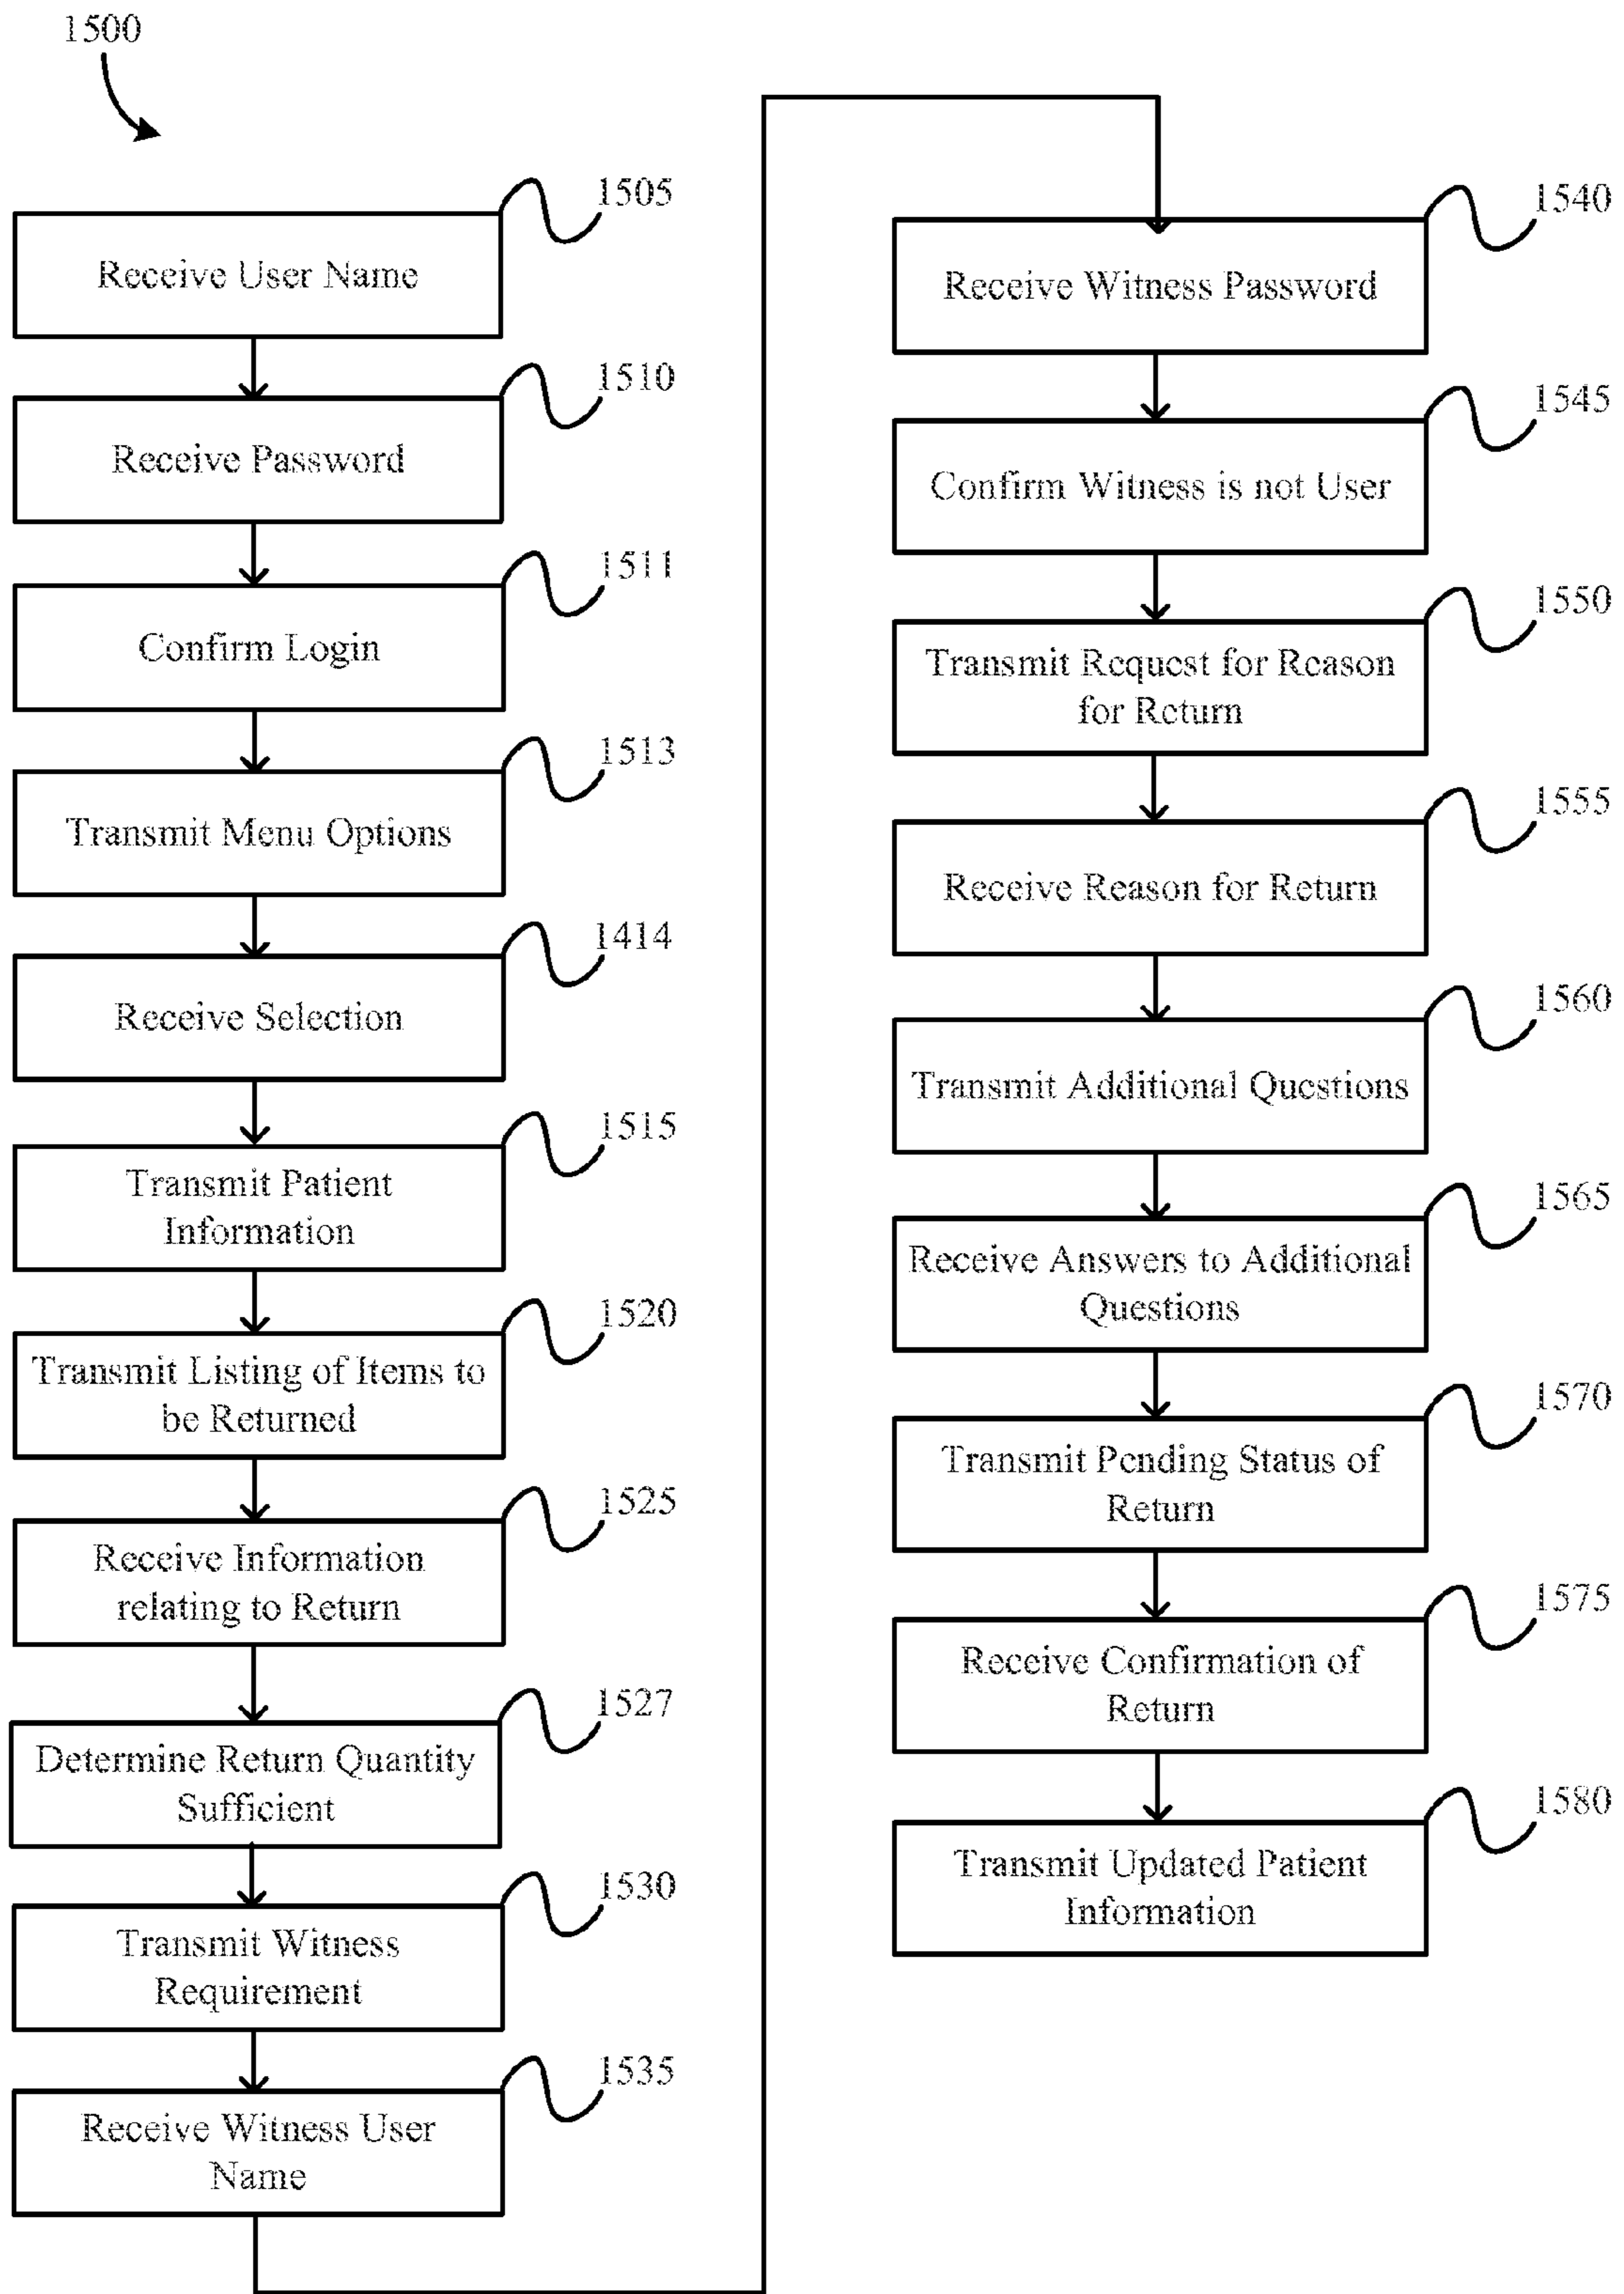 1500
1505
Receive User Name
1510
Receive Password
1511
Confirm Login
1513
Transmit Menu Options
1414
Receive Selection
1515
Transmit Patient
Information
1520
Transmit Listing of Items to
be Returned
1525
Receive Information
relating to Return
1527
Determine Return Quantity
Sufficient
1530
Transmit Witness
Requirement
1535
Receive Witness User
Name
1540
Receive Witness Password
1545
Confirm Witness is not User
1550
Transmit Request for Reason
for Return
1555
Receive Reason for Return
1560
Transmit Additional Questions
1565
Receive Answers to Additional
Questions
1570
Transmit Pending Status of
Return
1575
Receive Confirmation of
Return
1580
Transmit Updated Patient
Information